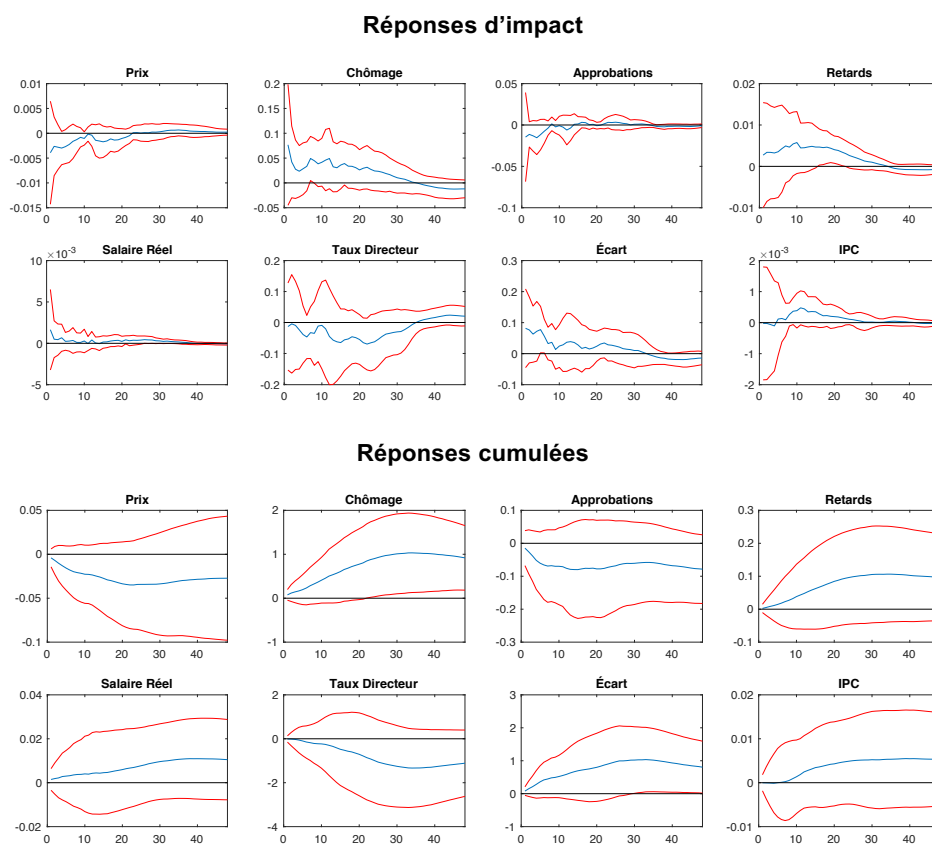 Réponses d'impact
Prix
Chômage
Approbations
Retards
0.01
0.005
0
-0.005
-0.01
-0.015
0 10 20 30 40
0.2
0.15
0.1
0.05
0
-0.05
0 10 20 30 40
0.05
0
-0.05
-0.1
0 10 20 30 40
0.02
0.01
0
-0.01
0 10 20 30 40
Salaire Réel
Taux Directeur
Écart
IPC
×10⁻³
10
5
0
-5
0 10 20 30 40
0.2
0.1
0
-0.1
-0.2
0 10 20 30 40
0.3
0.2
0.1
0
-0.1
0 10 20 30 40
×10⁻³
2
1
0
-1
-2
0 10 20 30 40
Réponses cumulées
Prix
Chômage
Approbations
Retards
0.05
0
-0.05
-0.1
0 10 20 30 40
2
1
0
-1
0 10 20 30 40
0.1
0
-0.1
-0.2
-0.3
0 10 20 30 40
0.3
0.2
0.1
0
-0.1
0 10 20 30 40
Salaire Réel
Taux Directeur
Écart
IPC
0.04
0.02
0
-0.02
0 10 20 30 40
2
0
-2
-4
0 10 20 30 40
3
2
1
0
-1
0 10 20 30 40
0.02
0.01
0
-0.01
0 10 20 30 40